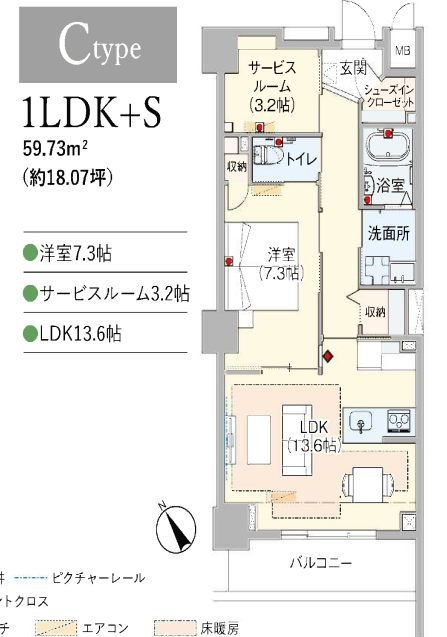 C type
1LDK+S
59.73m²
(約18.07坪)
●洋室7.3帖
●サービスルーム3.2帖
●LDK13.6帖
サービス
ルーム
(3.2帖)
玄関
MB
シューズイン
クローゼット
収納
トイレ
浴室
洋室
(7.3帖)
洗面所
収納
LDK
(13.6帖)
N
バルコニー
ピクチャーレール
ントクロス
チ
エアコン
床暖房